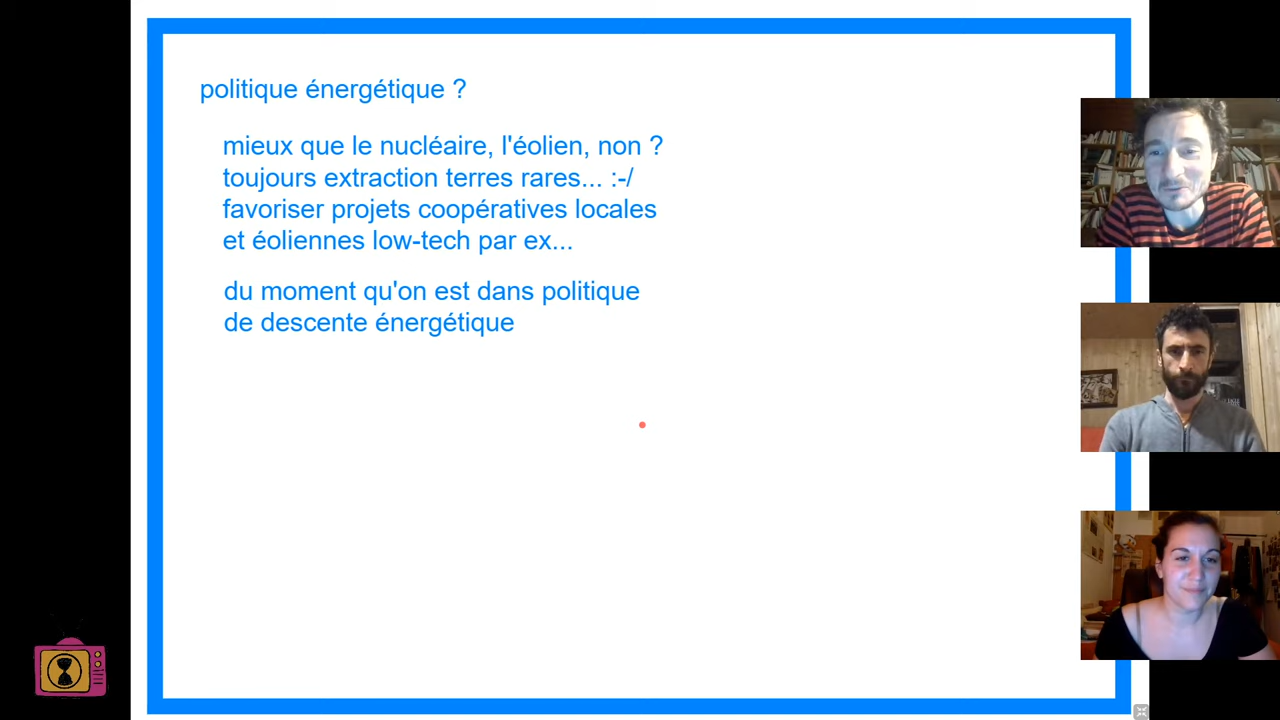 politique énergétique ?
mieux que le nucléaire, l'éolien, non ?
toujours extraction terres rares... :-/
favoriser projets coopératives locales
et éoliennes low-tech par ex...
du moment qu'on est dans politique
de descente énergétique